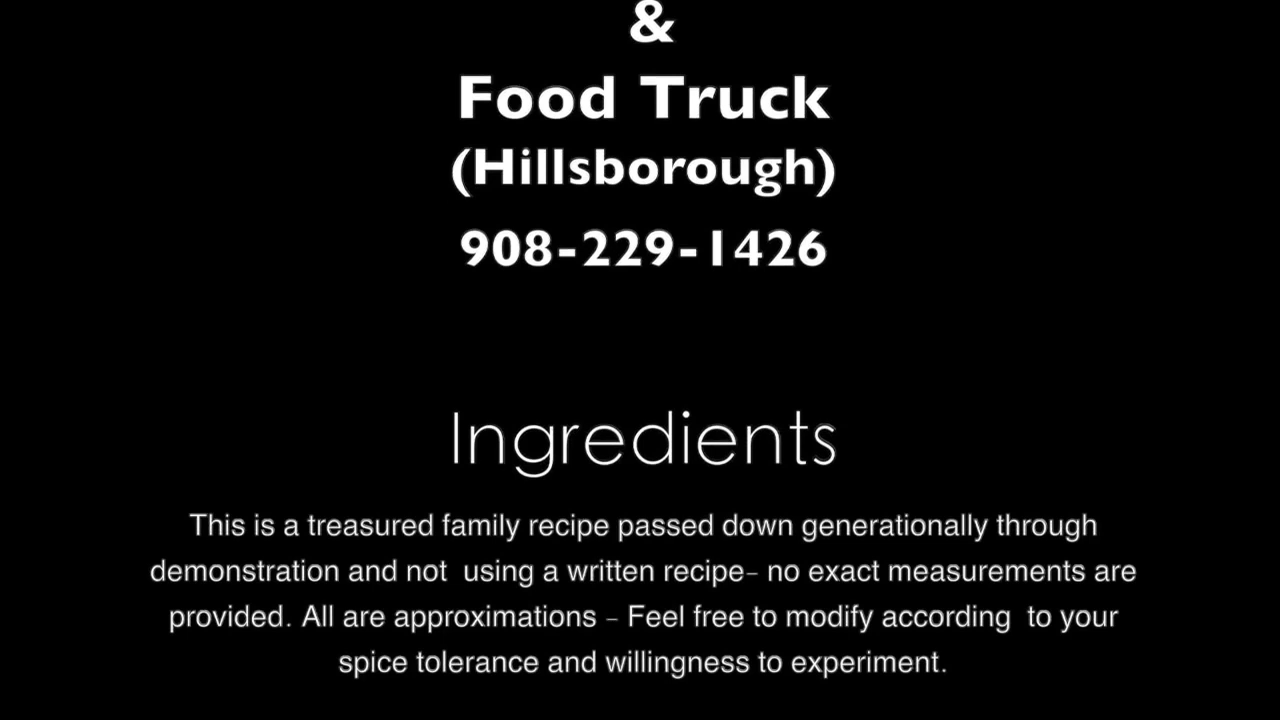 &
Food Truck
(Hillsborough)
908-229-1426
Ingredients
This is a treasured family recipe passed down generationally through
demonstration and not  using a written recipe– no exact measurements are
provided. All are approximations – Feel free to modify according  to your
spice tolerance and willingness to experiment.